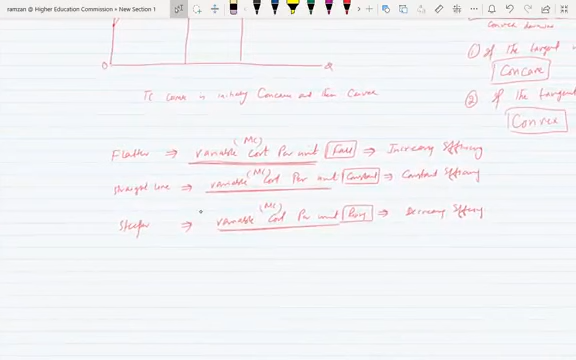 ramzan @ Higher Education Commission » New Section 1
O
Q
TC curve is initially Concave and then Convex
Flatter ⇒ variable Cost Per unit (MC) Fall ⇒ Increasing Efficiency
Straight Line ⇒ variable Cost Per unit (MC) Constant ⇒ Constant Efficiency
Steeper ⇒ variable Cost Per unit (MC) Rise ⇒ Decreasing Efficiency
Convex downward
① If the tangent
Concave
② If the tangent
Convex